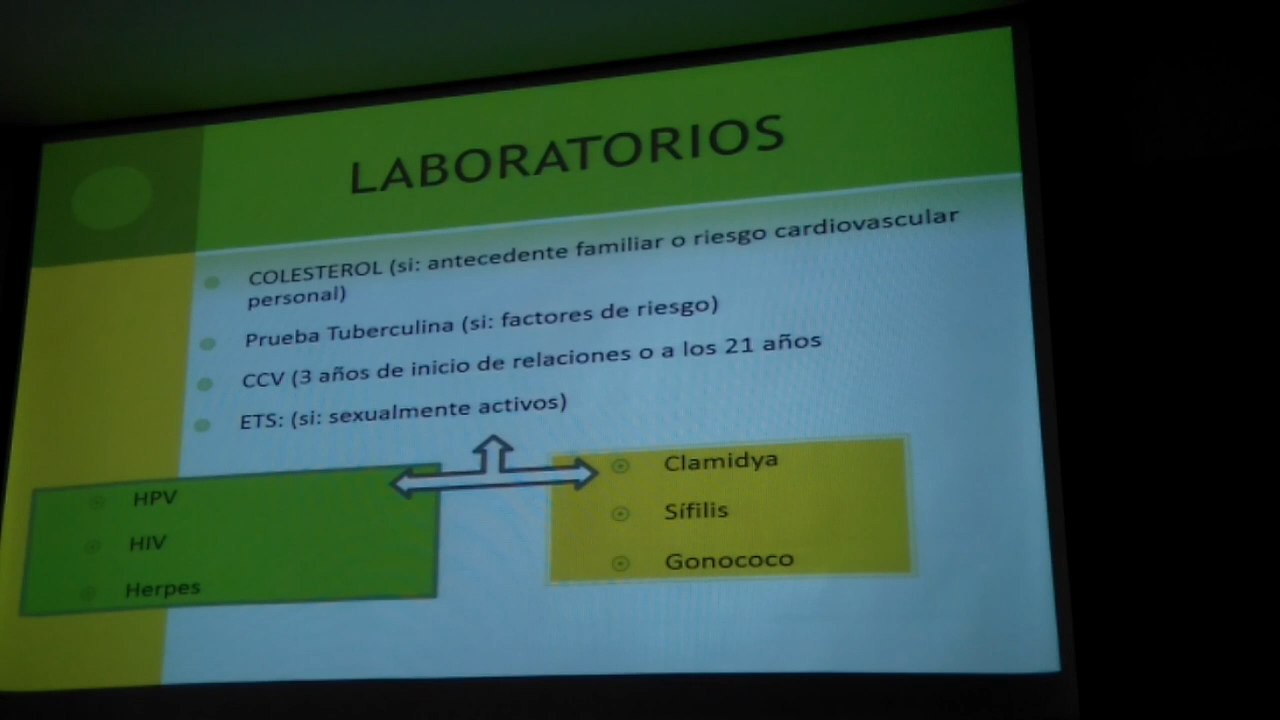 LABORATORIOS
COLESTEROL (si: antecedente familiar o riesgo cardiovascular
personal)
Prueba Tuberculina (si: factores de riesgo)
CCV (3 años de inicio de relaciones o a los 21 años
ETS: (si: sexualmente activos)
HPV
HIV
Herpes
Clamidya
Sífilis
Gonococo